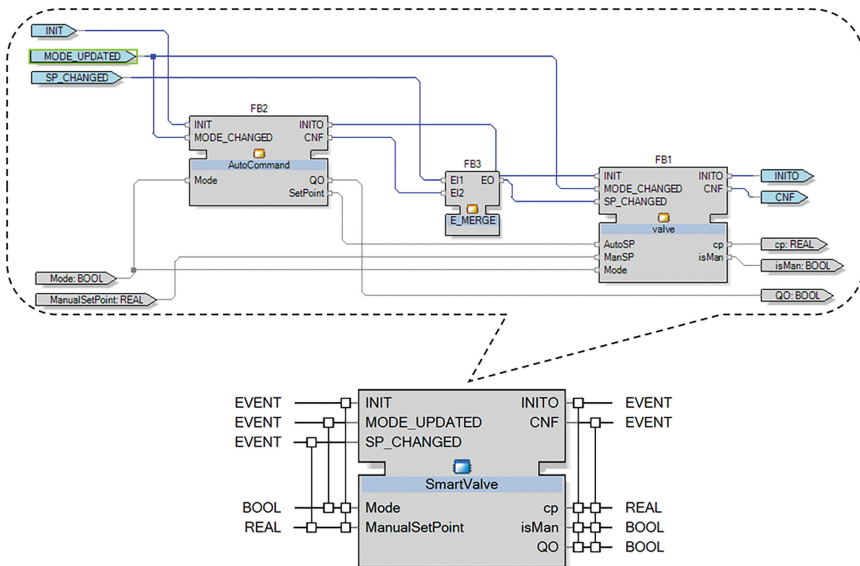 INIT
MODE_UPDATED
SP_CHANGED
FB2
INIT INITO
MODE_CHANGED CNF
AutoCommand
Mode QO
SetPoint
FB3
EI1 EO
EI2
E_MERGE
FB1
INIT INITO
MODE_CHANGED CNF
SP_CHANGED
valve
AutoSP cp
ManSP isMan
Mode
INITO
CNF
cp: REAL
isMan: BOOL
QO: BOOL
Mode: BOOL
ManualSetPoint: REAL
EVENT INIT INITO EVENT
EVENT MODE_UPDATED CNF EVENT
EVENT SP_CHANGED
SmartValve
BOOL Mode cp REAL
REAL ManualSetPoint isMan BOOL
QO BOOL